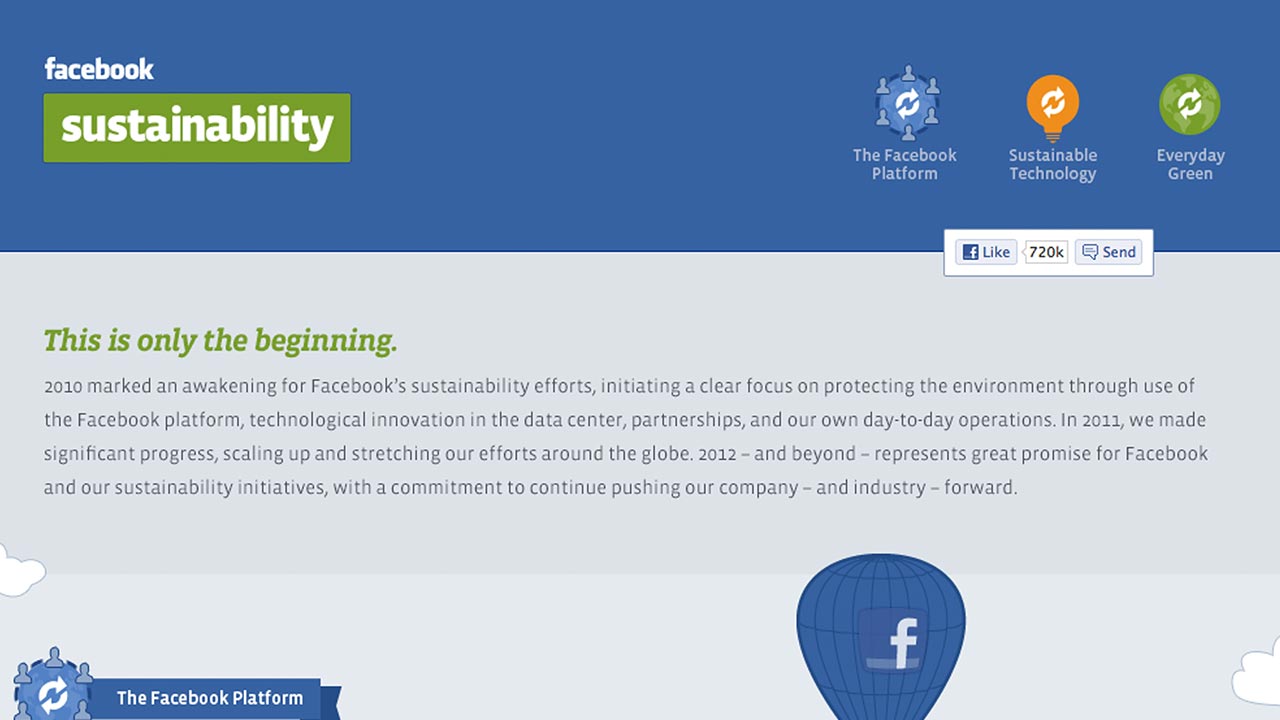 facebook
sustainability
The Facebook
Platform
Sustainable
Technology
Everyday
Green
Like
720k
Send
This is only the beginning.
2010 marked an awakening for Facebook's sustainability efforts, initiating a clear focus on protecting the environment through use of
the Facebook platform, technological innovation in the data center, partnerships, and our own day-to-day operations. In 2011, we made
significant progress, scaling up and stretching our efforts around the globe. 2012 – and beyond – represents great promise for Facebook
and our sustainability initiatives, with a commitment to continue pushing our company – and industry – forward.
f
The Facebook Platform